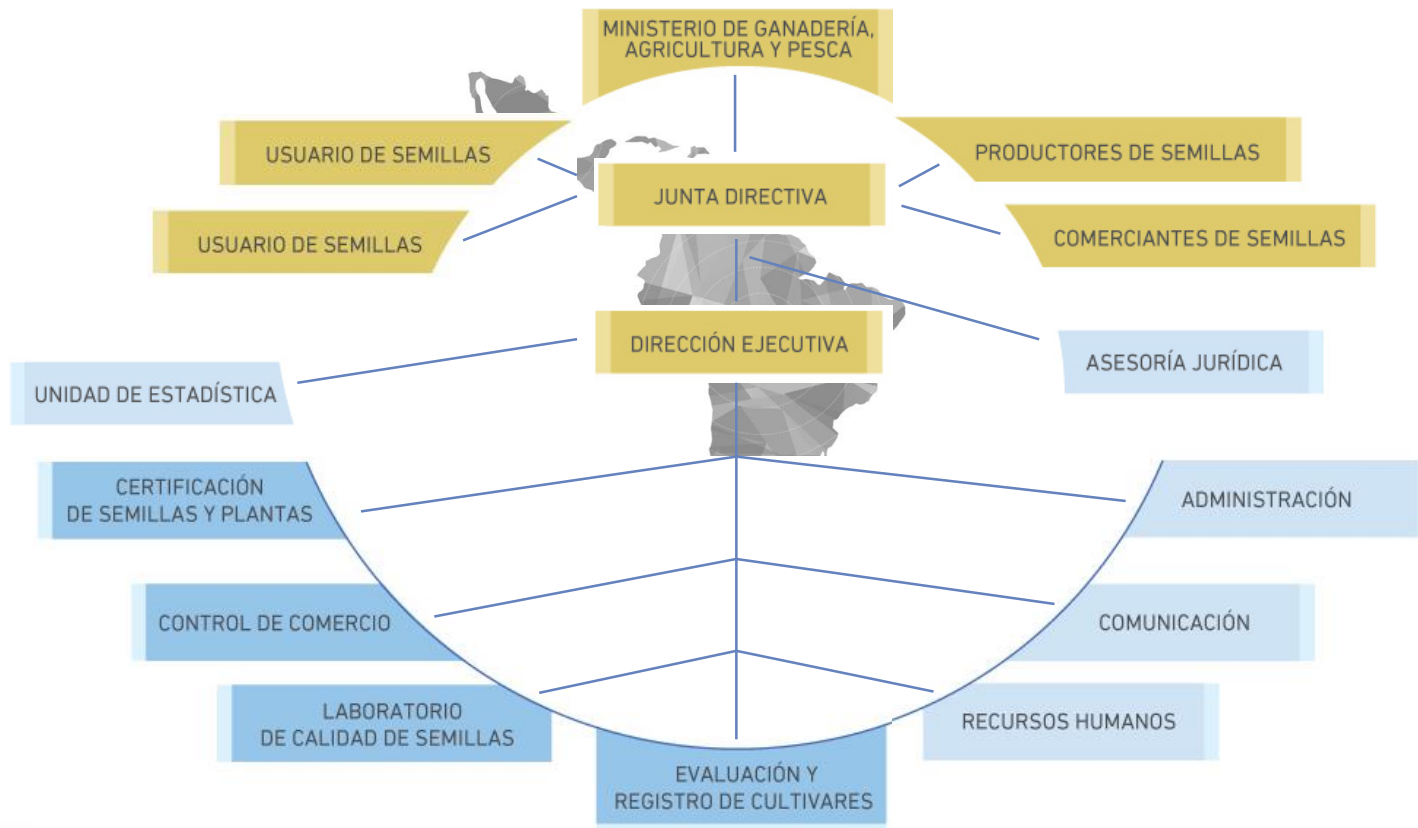 MINISTERIO DE GANADERÍA,
AGRICULTURA Y PESCA
USUARIO DE SEMILLAS
PRODUCTORES DE SEMILLAS
JUNTA DIRECTIVA
USUARIO DE SEMILLAS
COMERCIANTES DE SEMILLAS
DIRECCIÓN EJECUTIVA
ASESORÍA JURÍDICA
UNIDAD DE ESTADÍSTICA
CERTIFICACIÓN
DE SEMILLAS Y PLANTAS
ADMINISTRACIÓN
CONTROL DE COMERCIO
COMUNICACIÓN
LABORATORIO
DE CALIDAD DE SEMILLAS
RECURSOS HUMANOS
EVALUACIÓN Y
REGISTRO DE CULTIVARES